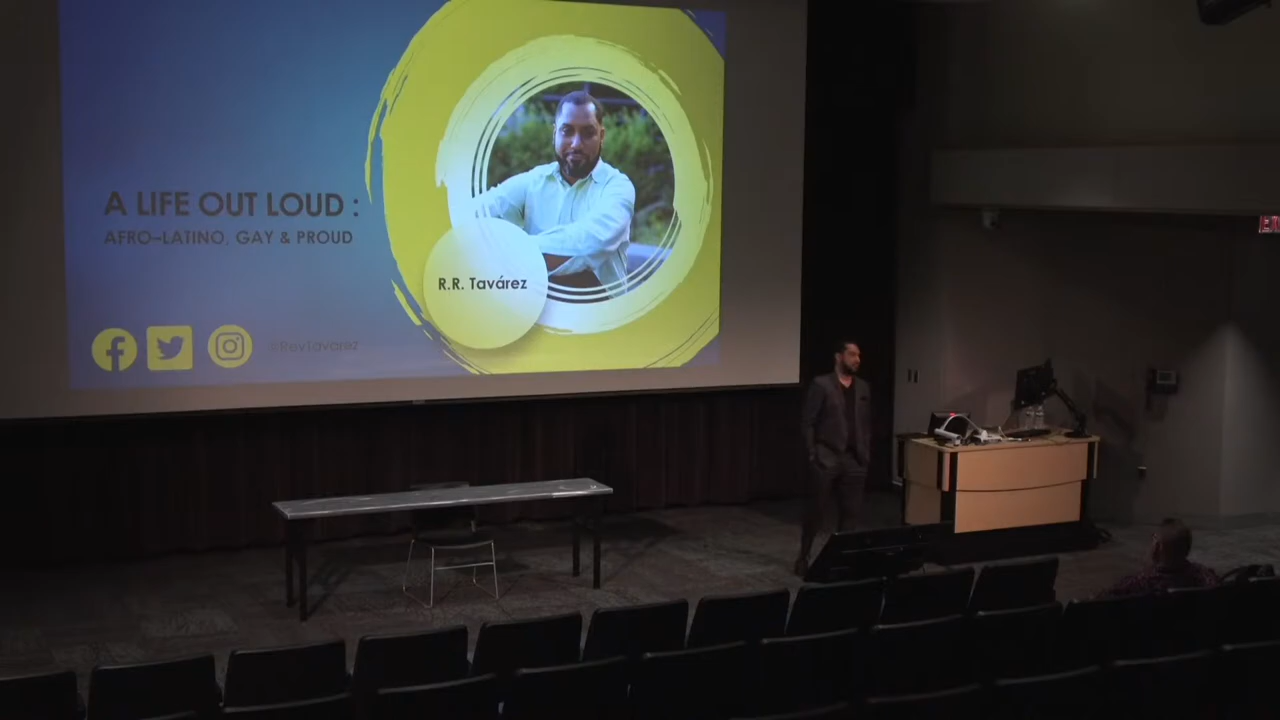 A LIFE OUT LOUD :
AFRO-LATINO, GAY & PROUD
R.R. Tavárez
#RevTavarez